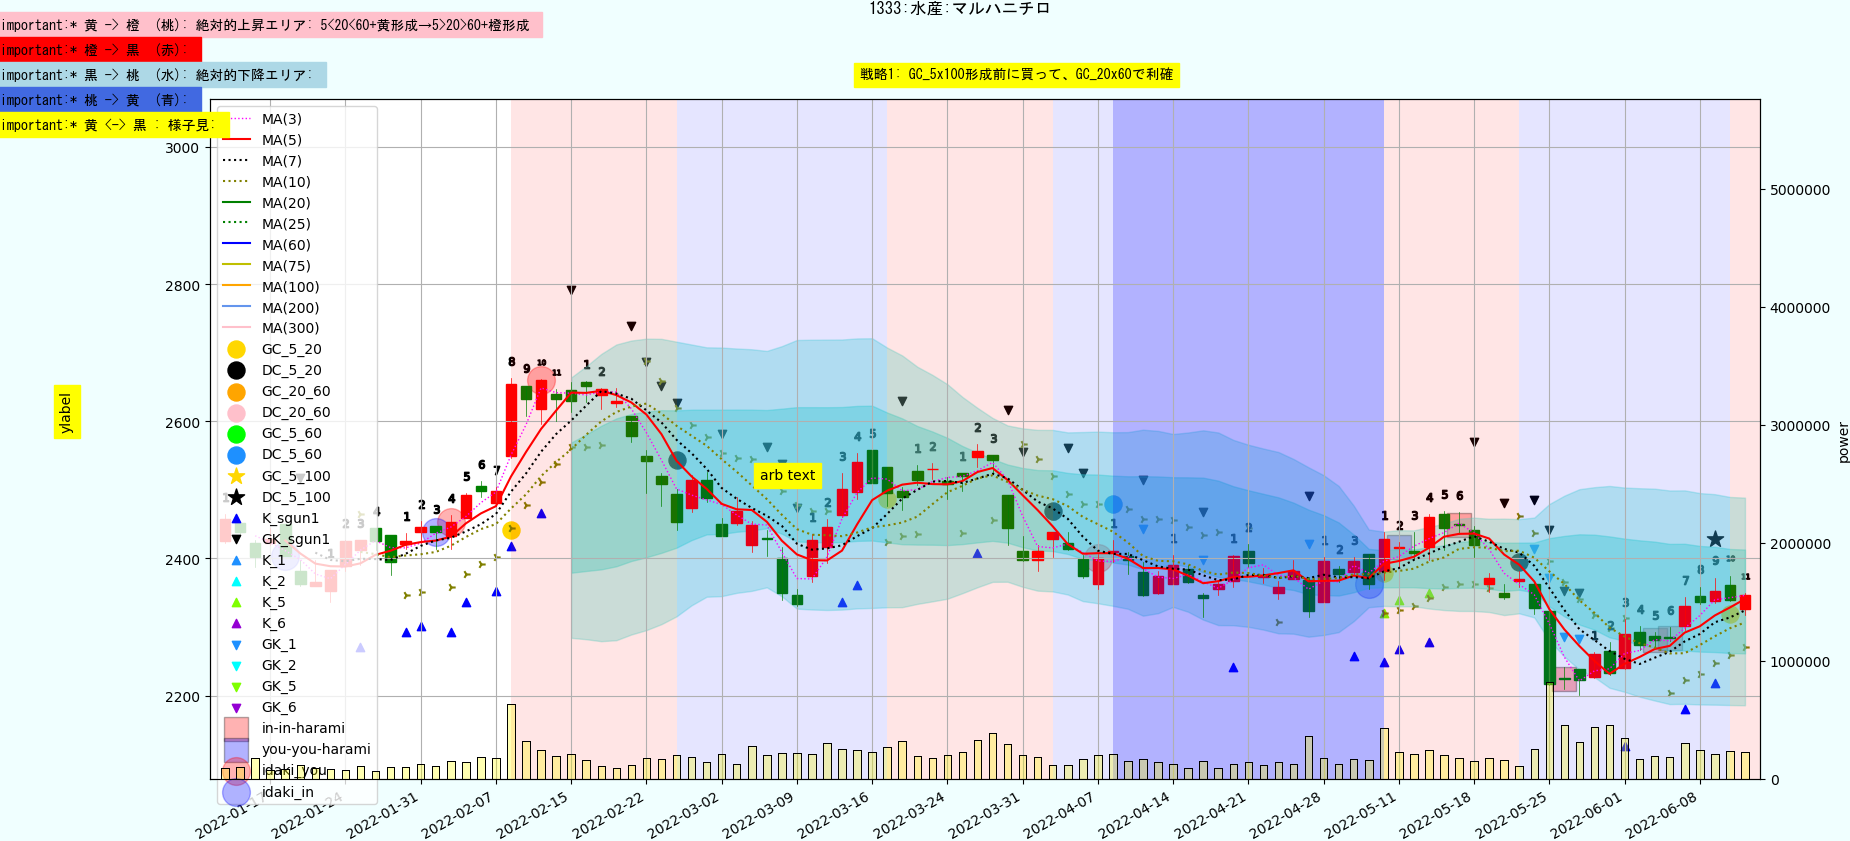 1333:水産:マルハニチロ
important:* 黄 -> 橙 (桃): 絶対的上昇エリア: 5<20<60+黄形成→5>20>60+橙形成
important:* 橙 -> 黒 (赤):
important:* 黒 -> 桃 (水): 絶対的下降エリア:
戦略1: GC_5x100形成前に買って、GC_20x60で利確
important:* 桃 -> 黄 (青):
important:* 黄 <-> 黒 : 様子見:
MA(3)
MA(5)
MA(7)
MA(10)
MA(20)
MA(25)
MA(60)
MA(75)
MA(100)
MA(200)
MA(300)
GC_5_20
DC_5_20
GC_20_60
DC_20_60
GC_5_60
DC_5_60
GC_5_100
DC_5_100
K_sgun1
GK_sgun1
K_1
K_2
K_5
K_6
GK_1
GK_2
GK_5
GK_6
in-in-harami
you-you-harami
idaki_you
idaki_in
3000
2800
2600
2400
2200
ylabel
arb text
5000000
4000000
3000000
2000000
1000000
0
power
2022-01-17
2022-01-24
2022-01-31
2022-02-07
2022-02-15
2022-02-22
2022-03-02
2022-03-09
2022-03-16
2022-03-24
2022-03-31
2022-04-07
2022-04-14
2022-04-21
2022-04-28
2022-05-11
2022-05-18
2022-05-25
2022-06-01
2022-06-08